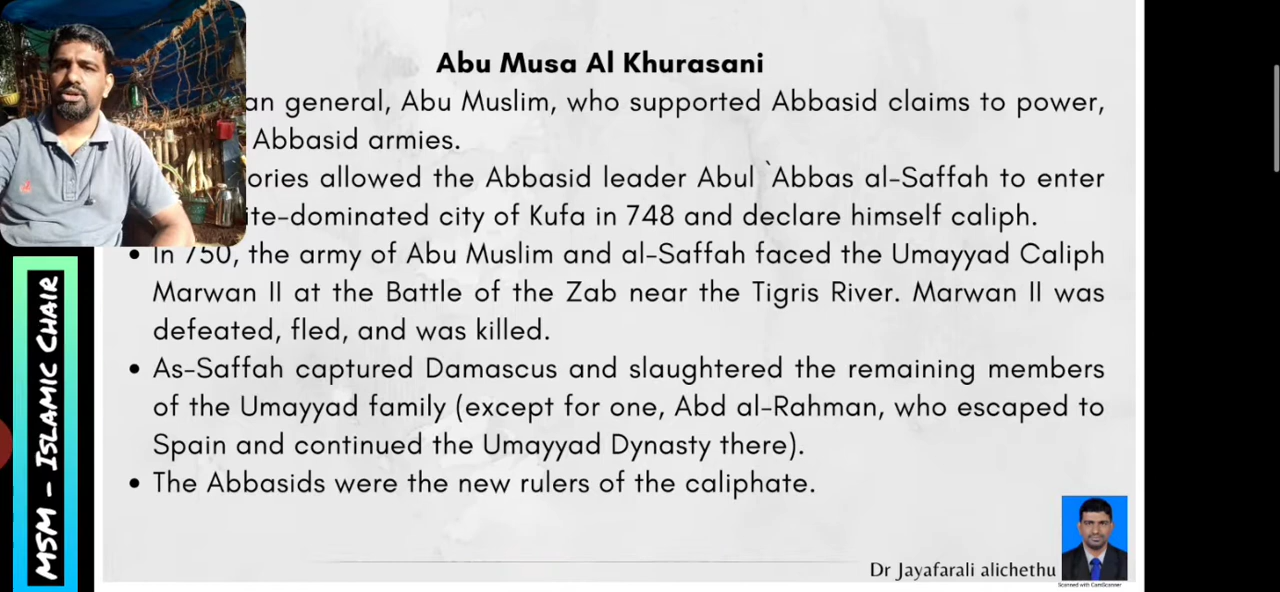 Abu Musa Al Khurasani
an general, Abu Muslim, who supported Abbasid claims to power,
Abbasid armies.
ories allowed the Abbasid leader Abul `Abbas al-Saffah to enter
ite-dominated city of Kufa in 748 and declare himself caliph.
• In 750, the army of Abu Muslim and al-Saffah faced the Umayyad Caliph
Marwan II at the Battle of the Zab near the Tigris River. Marwan II was
defeated, fled, and was killed.
• As-Saffah captured Damascus and slaughtered the remaining members
of the Umayyad family (except for one, Abd al-Rahman, who escaped to
Spain and continued the Umayyad Dynasty there).
• The Abbasids were the new rulers of the caliphate.
MSM - ISLAMIC CHAIR
Dr Jayafarali alichethu
Scanned with CamScanner